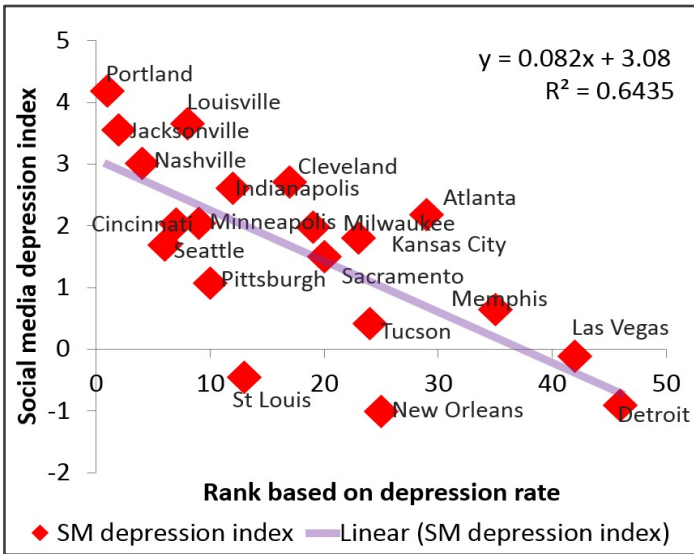 5
4
3
2
1
0
-1
-2
Social media depression index
y = 0.082x + 3.08
R² = 0.6435
Portland
Louisville
Jacksonville
Nashville
Cleveland
Indianapolis
Atlanta
Cincinnati
Minneapolis
Milwaukee
Kansas City
Seattle
Pittsburgh
Sacramento
Memphis
Tucson
Las Vegas
St Louis
New Orleans
Detroit
0 10 20 30 40 50
Rank based on depression rate
SM depression index
Linear (SM depression index)